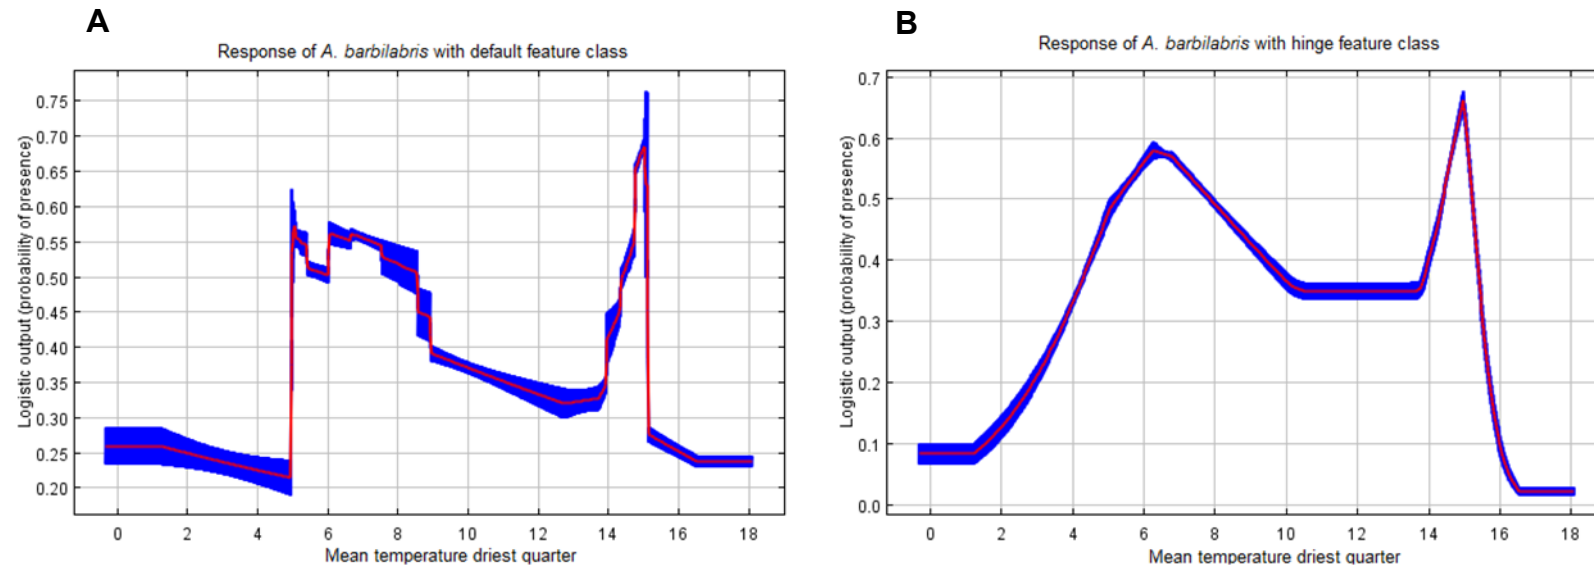 A
Response of A. barbilabris with default feature class
Logistic output (probability of presence)
0.75
0.70
0.65
0.60
0.55
0.50
0.45
0.40
0.35
0.30
0.25
0.20
0 2 4 6 8 10 12 14 16 18
Mean temperature driest quarter
B
Response of A. barbilabris with hinge feature class
Logistic output (probability of presence)
0.7
0.6
0.5
0.4
0.3
0.2
0.1
0.0
0 2 4 6 8 10 12 14 16 18
Mean temperature driest quarter